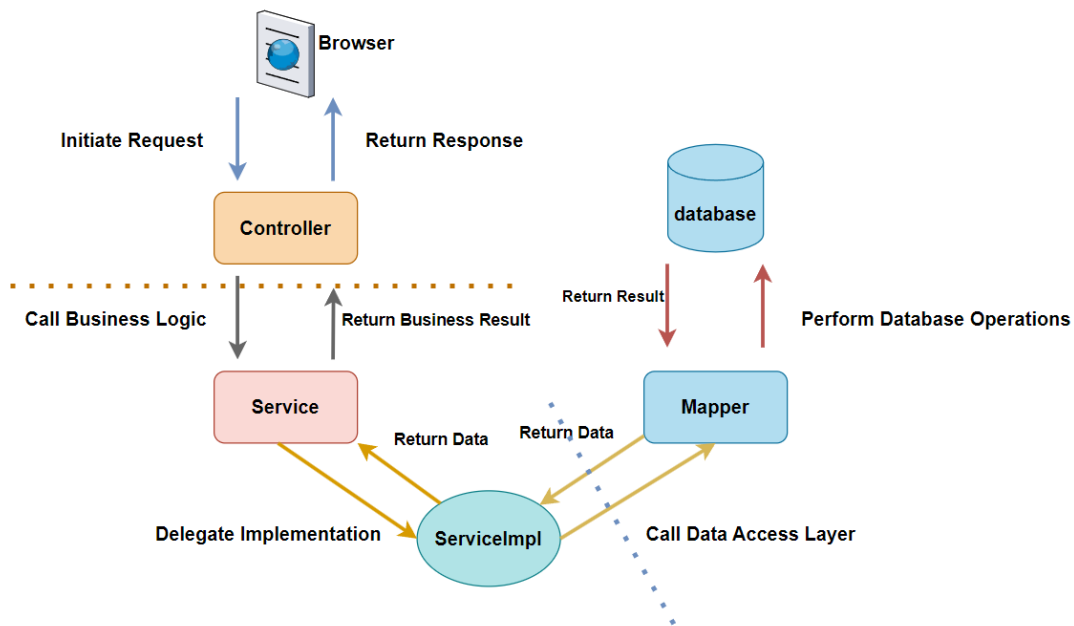 Browser
Initiate Request
Return Response
Controller
database
Return Result
Call Business Logic
Return Business Result
Perform Database Operations
Service
Mapper
Return Data
Return Data
Delegate Implementation
ServiceImpl
Call Data Access Layer